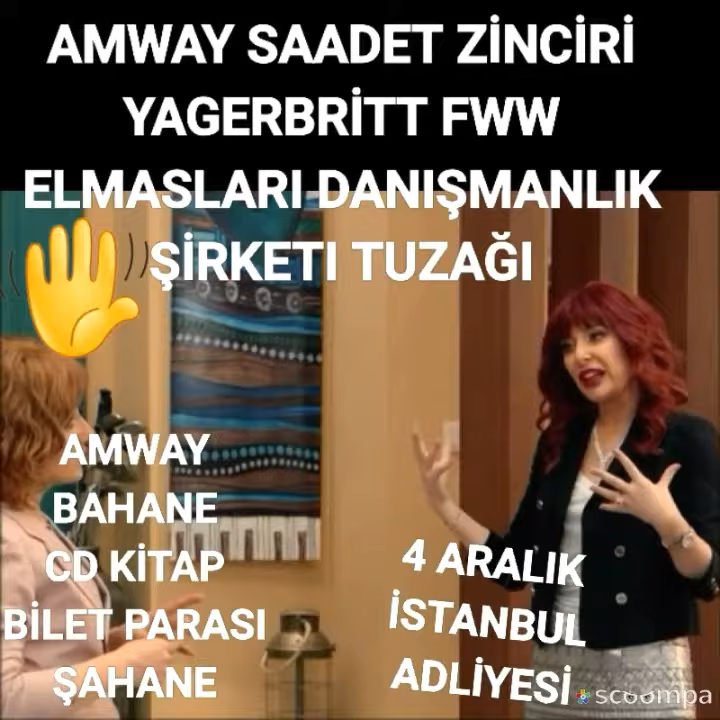 AMWAY SAADET ZİNCİRİ
YAGERBRİTT FWW
ELMASLARI DANIŞMANLIK
ŞİRKETI TUZAĞI
AMWAY
BAHANE
CD KİTAP
BİLET PARASI
ŞAHANE
4 ARALIK
İSTANBUL
ADLİYESİ
scoompa